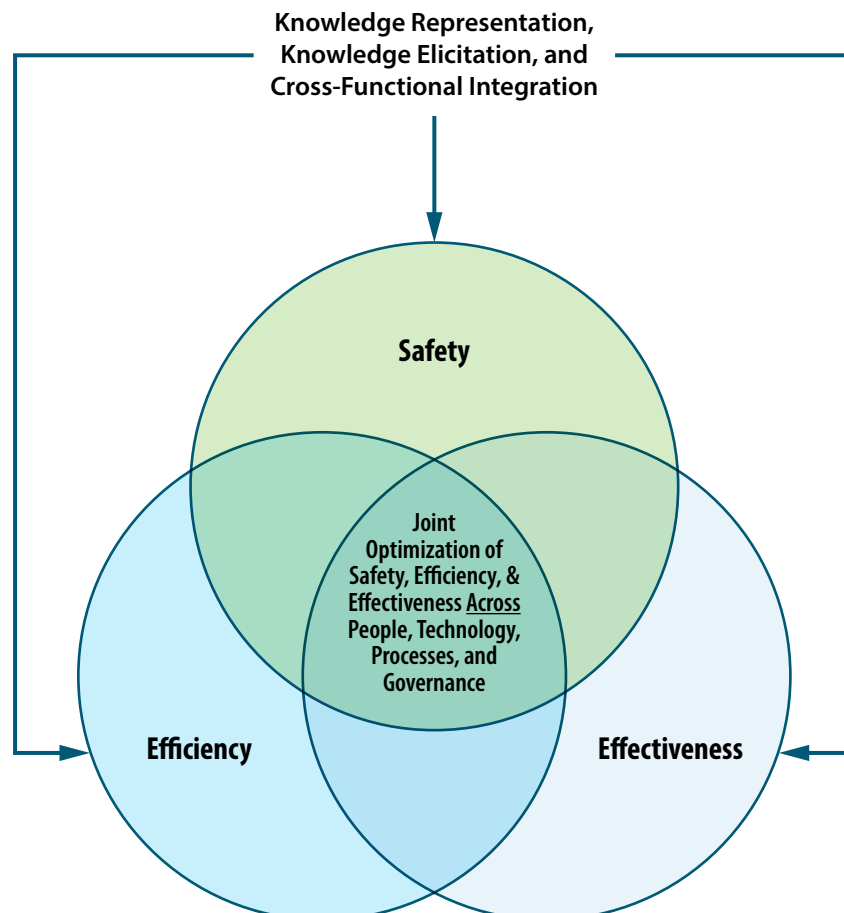 Knowledge Representation,
Knowledge Elicitation, and
Cross-Functional Integration
Safety
Joint
Optimization of
Safety, Efficiency, &
Effectiveness Across
People, Technology,
Processes, and
Governance
Efficiency
Effectiveness